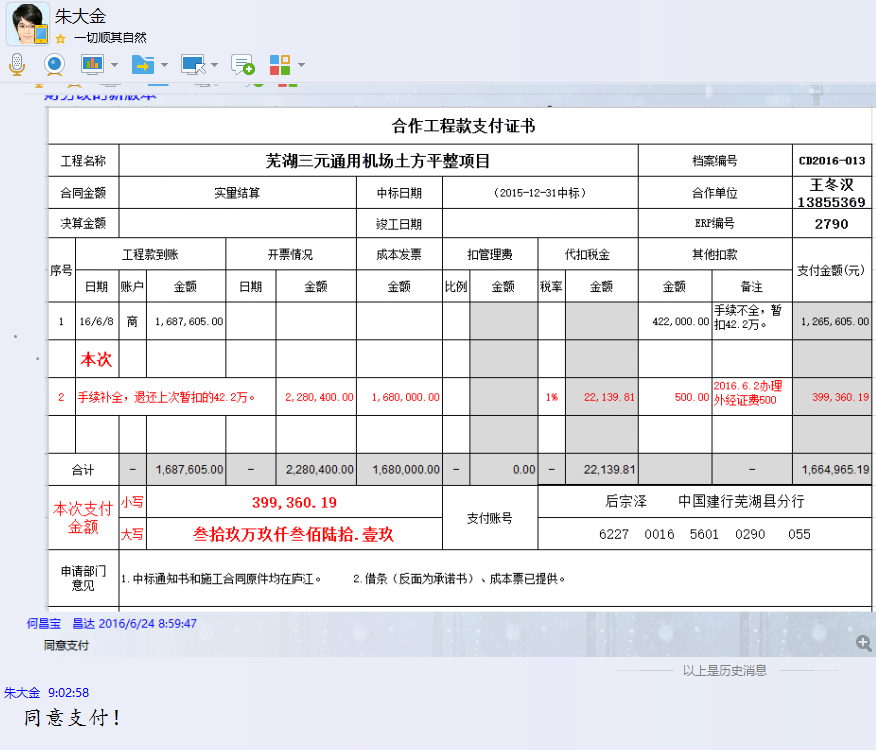 朱大金
一切顺其自然
财务改的新版本
合作工程款支付证书
工程名称 芜湖三元通用机场土方平整项目 档案编号 CD2016-013
合同金额 实量结算 中标日期 (2015-12-31中标) 合作单位 王冬汉 13855369
决算金额 竣工日期 ERP编号 2790
序号 工程款到账 开票情况 成本发票 扣管理费 代扣税金 其他扣款 支付金额(元)
日期 账户 金额 日期 金额 金额 比例 金额 税率 金额 金额 备注
1 16/6/8 商 1,687,605.00 422,000.00 手续不全，暂扣42.2万。 1,265,605.00
本次
2 手续补全，退还上次暂扣的42.2万。 2,280,400.00 1,680,000.00 1% 22,139.81 500.00 2016.6.2办理外经证费500 399,360.19
合计 - 1,687,605.00 - 2,280,400.00 1,680,000.00 - 0.00 - 22,139.81 - 1,664,965.19
本次支付金额 小写 399,360.19 支付账号 后宗泽 中国建行芜湖县分行
大写 叁拾玖万玖仟叁佰陆拾.壹玖 6227 0016 5601 0290 055
申请部门意见 1.中标通知书和施工合同原件均在庐江。 2.借条（反面为承诺书）、成本票已提供。
何昌宝 昌达 2016/6/24 8:59:47
同意支付
以上是历史消息
朱大金 9:02:58
同意支付！